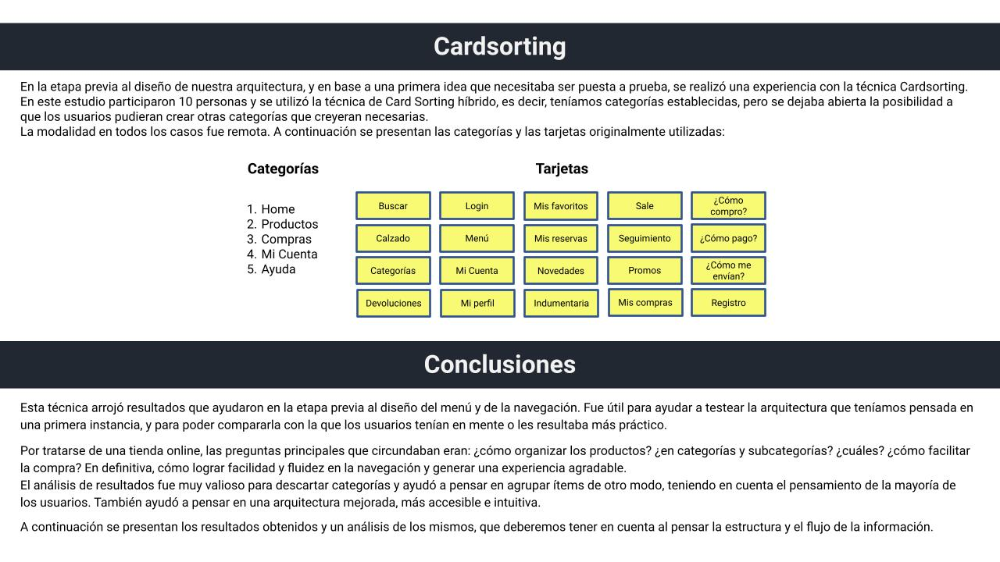 Cardsorting
En la etapa previa al diseño de nuestra arquitectura, y en base a una primera idea que necesitaba ser puesta a prueba, se realizó una experiencia con la técnica Cardsorting.
En este estudio participaron 10 personas y se utilizó la técnica de Card Sorting híbrido, es decir, teníamos categorías establecidas, pero se dejaba abierta la posibilidad a
que los usuarios pudieran crear otras categorías que creyeran necesarias.
La modalidad en todos los casos fue remota. A continuación se presentan las categorías y las tarjetas originalmente utilizadas:
Categorías
1. Home
2. Productos
3. Compras
4. Mi Cuenta
5. Ayuda
Tarjetas
Buscar
Login
Mis favoritos
Sale
¿Cómo
compro?
Calzado
Menú
Mis reservas
Seguimiento
¿Cómo pago?
Categorías
Mi Cuenta
Novedades
Promos
¿Cómo me
envían?
Devoluciones
Mi perfil
Indumentaria
Mis compras
Registro
Conclusiones
Esta técnica arrojó resultados que ayudaron en la etapa previa al diseño del menú y de la navegación. Fue útil para ayudar a testear la arquitectura que teníamos pensada en
una primera instancia, y para poder compararla con la que los usuarios tenían en mente o les resultaba más práctico.
Por tratarse de una tienda online, las preguntas principales que circundaban eran: ¿cómo organizar los productos? ¿en categorías y subcategorías? ¿cuáles? ¿cómo facilitar
la compra? En definitiva, cómo lograr facilidad y fluidez en la navegación y generar una experiencia agradable.
El análisis de resultados fue muy valioso para descartar categorías y ayudó a pensar en agrupar ítems de otro modo, teniendo en cuenta el pensamiento de la mayoría de
los usuarios. También ayudó a pensar en una arquitectura mejorada, más accesible e intuitiva.
A continuación se presentan los resultados obtenidos y un análisis de los mismos, que deberemos tener en cuenta al pensar la estructura y el flujo de la información.